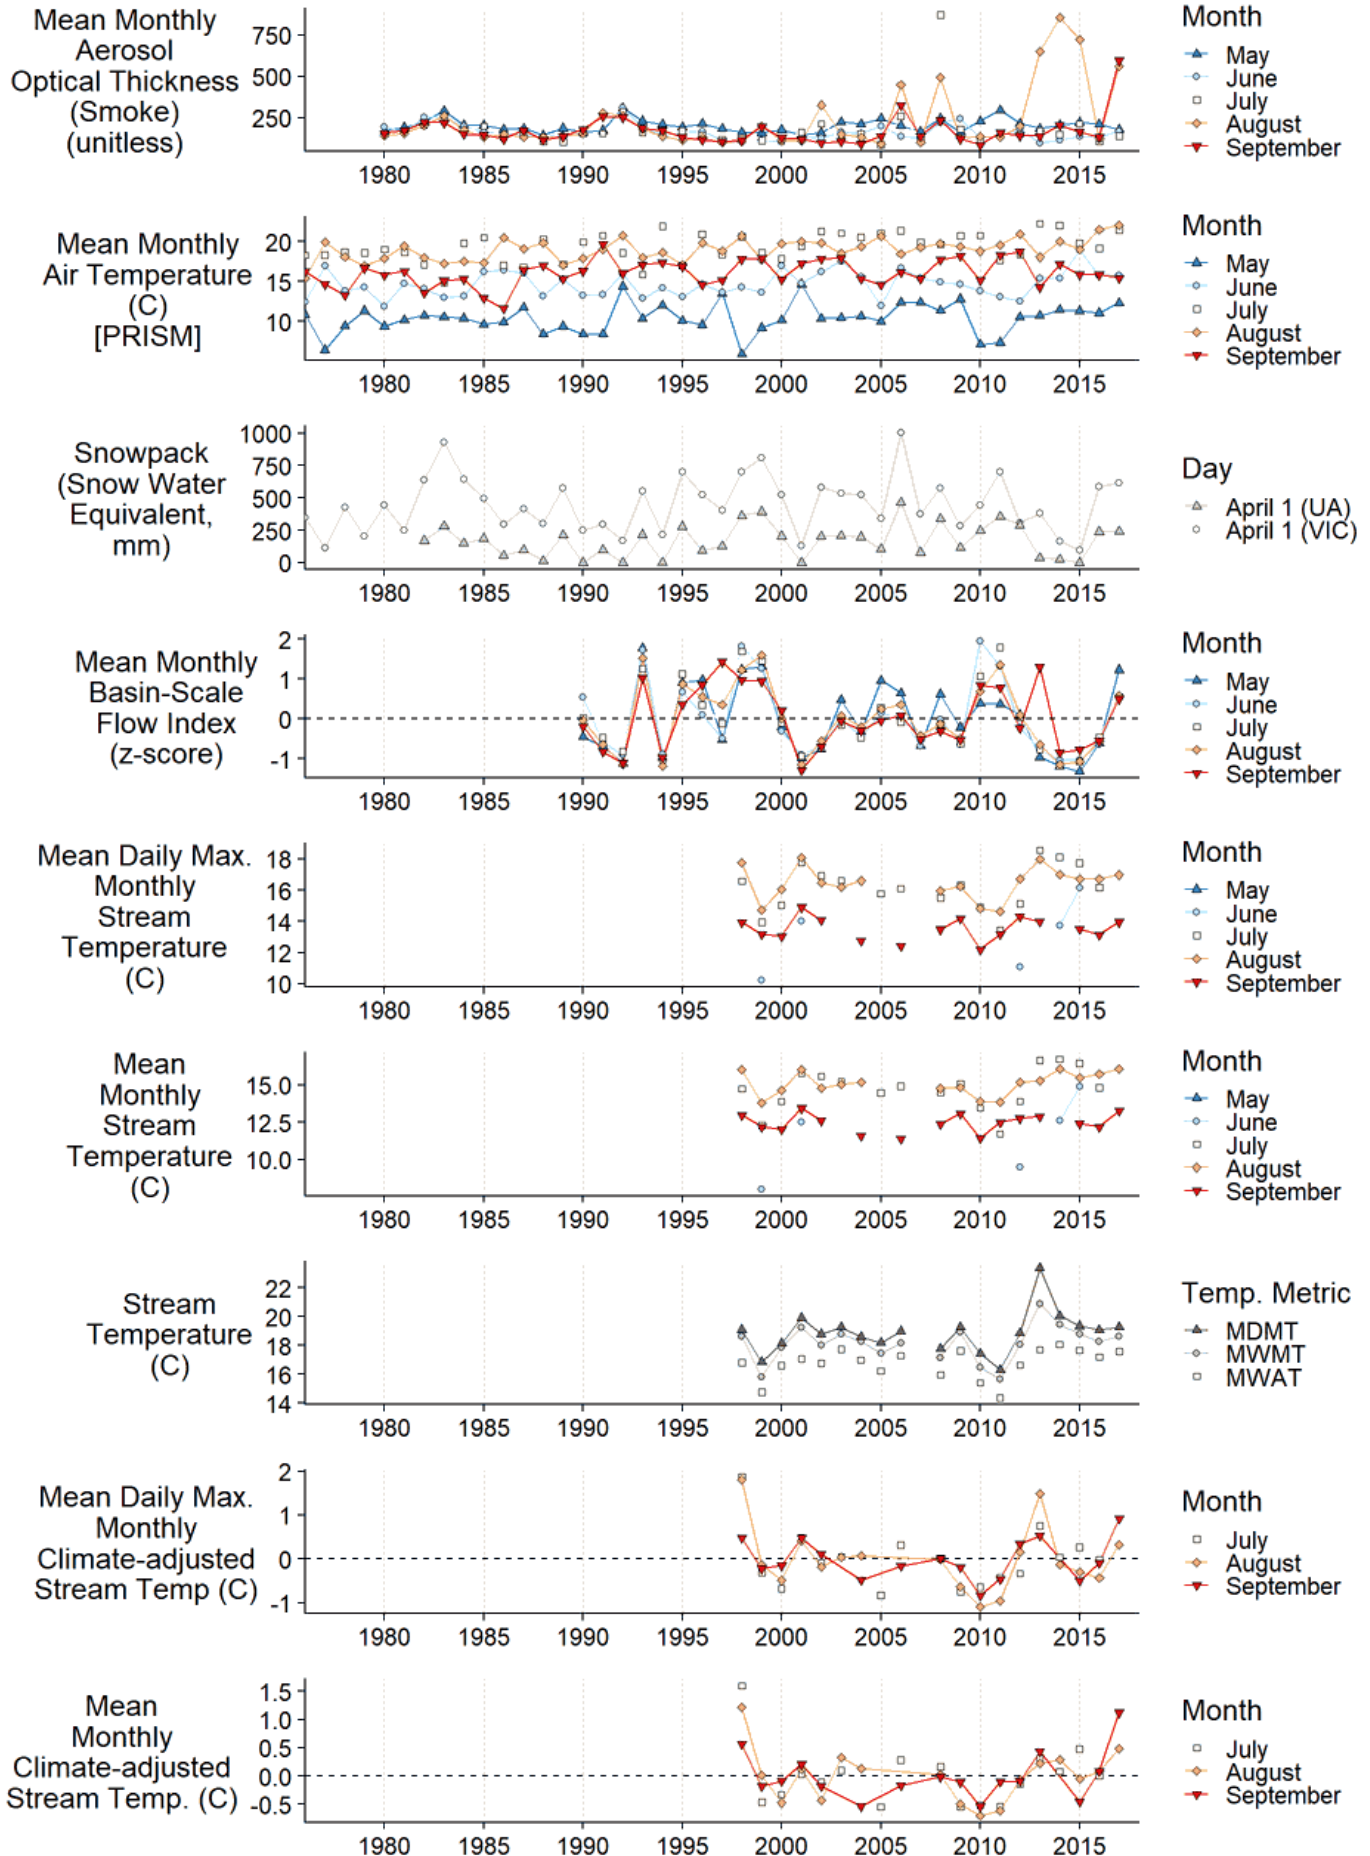 Mean Monthly
Aerosol
Optical Thickness
(Smoke)
(unitless)
750
500
250
1980 1985 1990 1995 2000 2005 2010 2015
Month
May
June
July
August
September
Mean Monthly
Air Temperature
(C)
[PRISM]
20
15
10
1980 1985 1990 1995 2000 2005 2010 2015
Month
May
June
July
August
September
Snowpack
(Snow Water
Equivalent,
mm)
1000
750
500
250
0
1980 1985 1990 1995 2000 2005 2010 2015
Day
April 1 (UA)
April 1 (VIC)
Mean Monthly
Basin-Scale
Flow Index
(z-score)
2
1
0
-1
1980 1985 1990 1995 2000 2005 2010 2015
Month
May
June
July
August
September
Mean Daily Max.
Monthly
Stream
Temperature
(C)
18
16
14
12
10
1980 1985 1990 1995 2000 2005 2010 2015
Month
May
June
July
August
September
Mean
Monthly
Stream
Temperature
(C)
15.0
12.5
10.0
1980 1985 1990 1995 2000 2005 2010 2015
Month
May
June
July
August
September
Stream
Temperature
(C)
22
20
18
16
14
1980 1985 1990 1995 2000 2005 2010 2015
Temp. Metric
MDMT
MWMT
MWAT
Mean Daily Max.
Monthly
Climate-adjusted
Stream Temp (C)
2
1
0
-1
1980 1985 1990 1995 2000 2005 2010 2015
Month
July
August
September
Mean
Monthly
Climate-adjusted
Stream Temp. (C)
1.5
1.0
0.5
0.0
-0.5
1980 1985 1990 1995 2000 2005 2010 2015
Month
July
August
September